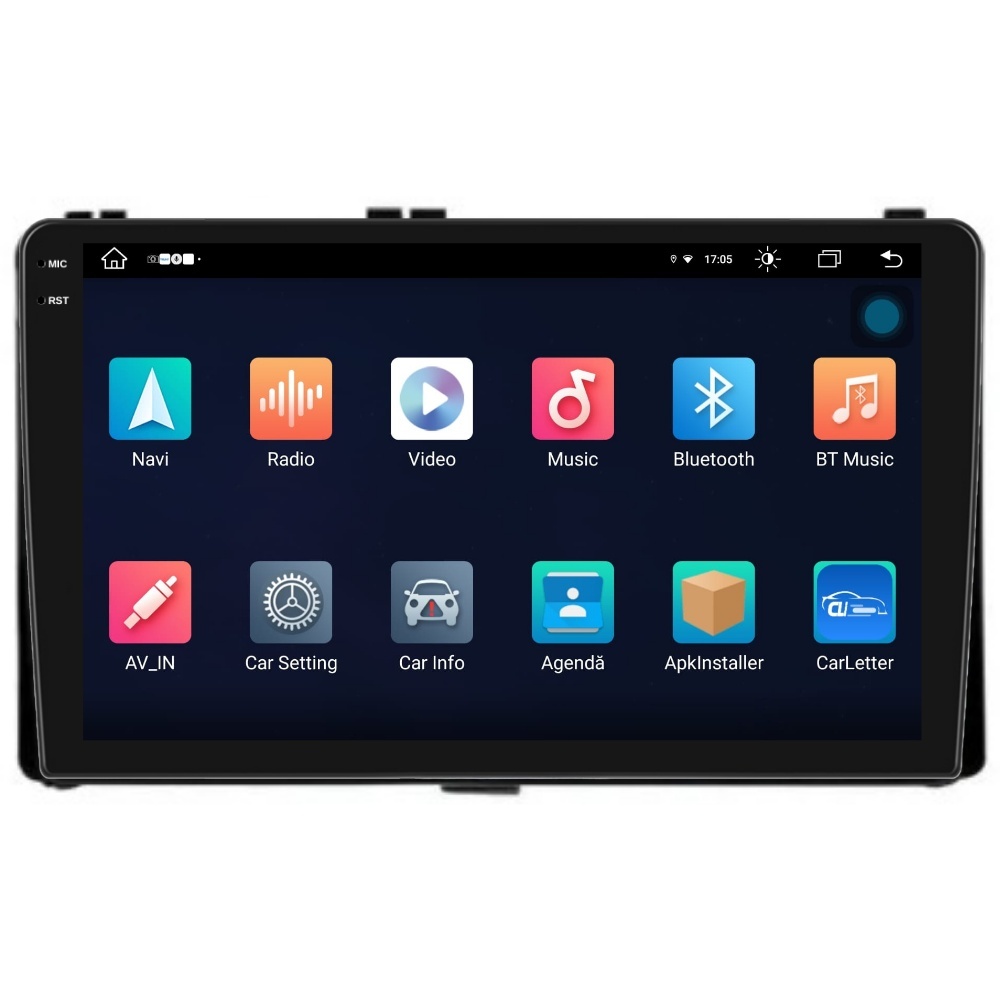 MIC
17:05
RST
Navi
Radio
Video
Music
Bluetooth
BT Music
AV_IN
Car Setting
Car Info
Agendă
ApkInstaller
CarLetter